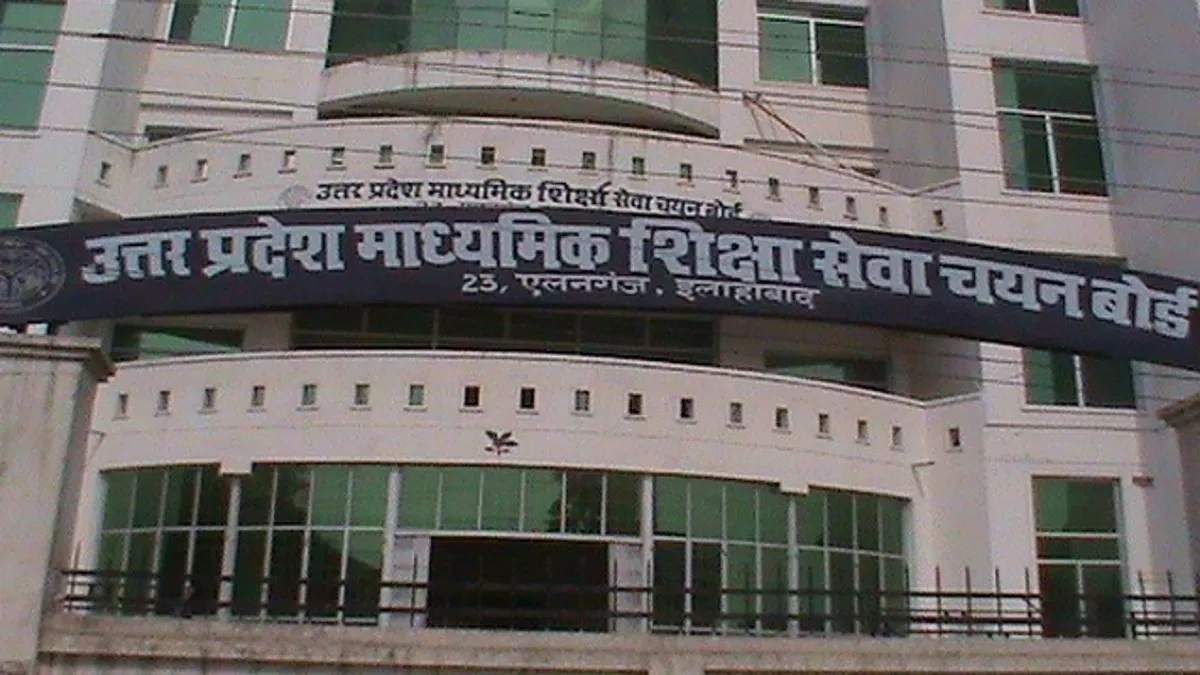 उत्तर प्रदेश माध्यमिक शिक्षा सेवा चयन बोर्ड
उत्तर प्रदेश माध्यमिक शिक्षा सेवा चयन बोर्ड
23, एलनगंज, इलाहाबाद